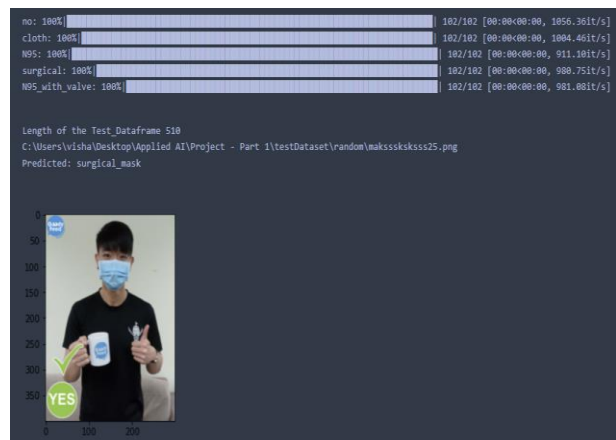 no: 100%| | 102/102 [00:00<00:00, 1056.36it/s]
cloth: 100%| | 102/102 [00:00<00:00, 1004.46it/s]
N95: 100%| | 102/102 [00:00<00:00, 911.10it/s]
surgical: 100%| | 102/102 [00:00<00:00, 980.75it/s]
N95_with_valve: 100%| | 102/102 [00:00<00:00, 981.08it/s]
Length of the Test_Dataframe 510
C:\Users\visha\Desktop\Applied AI\Project - Part 1\testDataset\random\maksssksksss25.png
Predicted: surgical_mask
0
50
100
150
200
250
300
350
YES
0 100 200